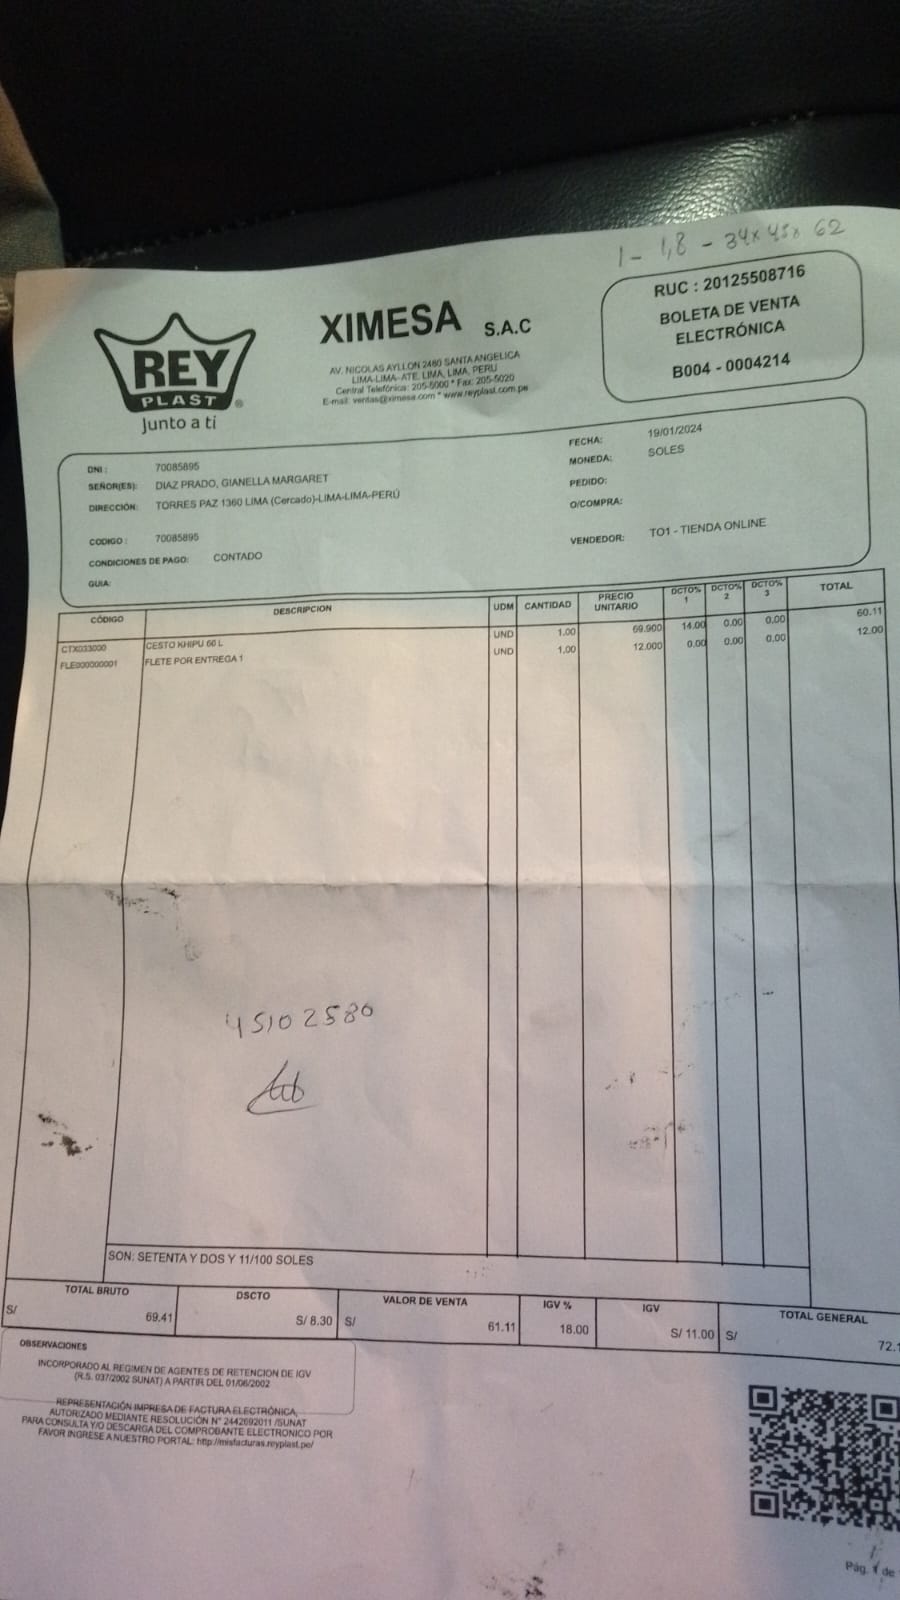 1 - 1,8 - 34x45x62
REY
PLAST ®
Junto a ti
XIMESA S.A.C
AV. NICOLAS AYLLON 2480 SANTA ANGELICA
LIMA-LIMA-ATE. LIMA, LIMA, PERU
Central Telefónica: 205-5000 * Fax: 205-5020
E-mail: ventas@ximesa.com * www.reyplast.com.pe
RUC : 20125508716
BOLETA DE VENTA
ELECTRÓNICA
B004 - 0004214
DNI : 70085895
SEÑOR(ES): DIAZ PRADO, GIANELLA MARGARET
DIRECCIÓN: TORRES PAZ 1360 LIMA (Cercado)-LIMA-LIMA-PERÚ
CODIGO : 70085895
CONDICIONES DE PAGO: CONTADO
GUIA:
FECHA: 19/01/2024
MONEDA: SOLES
PEDIDO:
O/COMPRA:
VENDEDOR: TO1 - TIENDA ONLINE
CÓDIGO DESCRIPCION UDM CANTIDAD PRECIO UNITARIO DCTO% 1 DCTO% 2 DCTO% 3 TOTAL
CTX033000 CESTO KHIPU 60 L UND 1.00 69.900 14.00 0.00 0.00 60.11
FLE000000001 FLETE POR ENTREGA 1 UND 1.00 12.000 0.00 0.00 0.00 12.00
45102580
SON: SETENTA Y DOS Y 11/100 SOLES
TOTAL BRUTO DSCTO VALOR DE VENTA IGV % IGV TOTAL GENERAL
S/ 69.41 S/ 8.30 S/ 61.11 18.00 S/ 11.00 S/ 72.1
OBSERVACIONES
INCORPORADO AL REGIMEN DE AGENTES DE RETENCION DE IGV
(R.S. 037/2002 SUNAT) A PARTIR DEL 01/06/2002
REPRESENTACIÓN IMPRESA DE FACTURA ELECTRÓNICA,
AUTORIZADO MEDIANTE RESOLUCIÓN N° 2442692011 /SUNAT
PARA CONSULTA Y/O DESCARGA DEL COMPROBANTE ELECTRONICO POR
FAVOR INGRESE A NUESTRO PORTAL: http://misfacturas.reyplast.pe/
Pág. 1 de